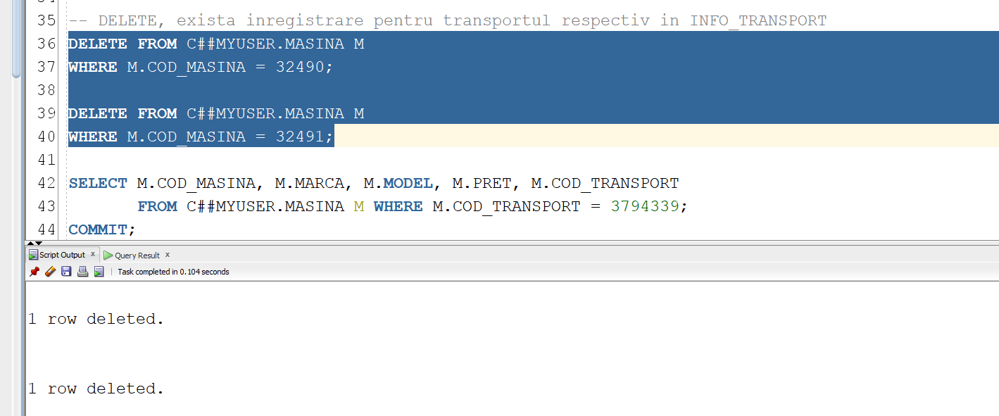 35 -- DELETE, exista inregistrare pentru transportul respectiv in INFO_TRANSPORT
36 DELETE FROM C##MYUSER.MASINA M
37 WHERE M.COD_MASINA = 32490;
38
39 DELETE FROM C##MYUSER.MASINA M
40 WHERE M.COD_MASINA = 32491;
41
42 SELECT M.COD_MASINA, M.MARCA, M.MODEL, M.PRET, M.COD_TRANSPORT
43 FROM C##MYUSER.MASINA M WHERE M.COD_TRANSPORT = 3794339;
44 COMMIT;
Script Output x Query Result x
Task completed in 0.104 seconds
1 row deleted.
1 row deleted.